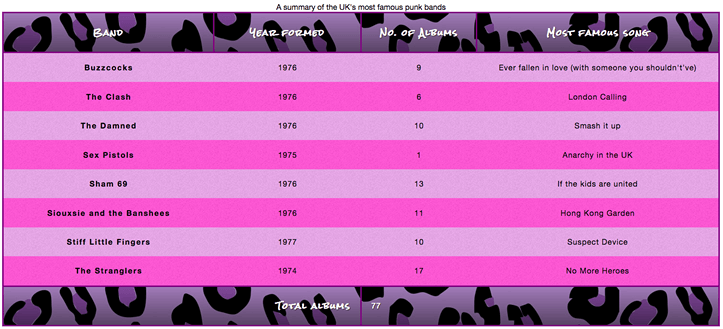 A summary of the UK's most famous punk bands
Band Year formed No. of Albums Most famous song
Buzzcocks 1976 9 Ever fallen in love (with someone you shouldn't've)
The Clash 1976 6 London Calling
The Damned 1976 10 Smash it up
Sex Pistols 1975 1 Anarchy in the UK
Sham 69 1976 13 If the kids are united
Siouxsie and the Banshees 1976 11 Hong Kong Garden
Stiff Little Fingers 1977 10 Suspect Device
The Stranglers 1974 17 No More Heroes
Total albums 77